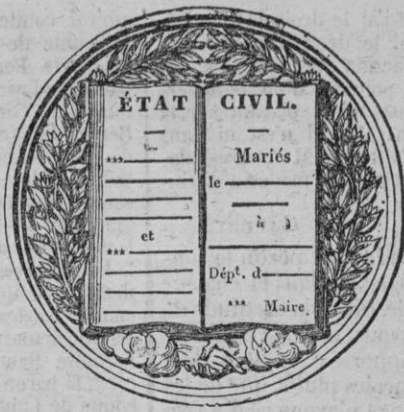 ÉTAT
***
et
***
CIVIL.
Mariés
le
à
Dépt. d
*** Maire